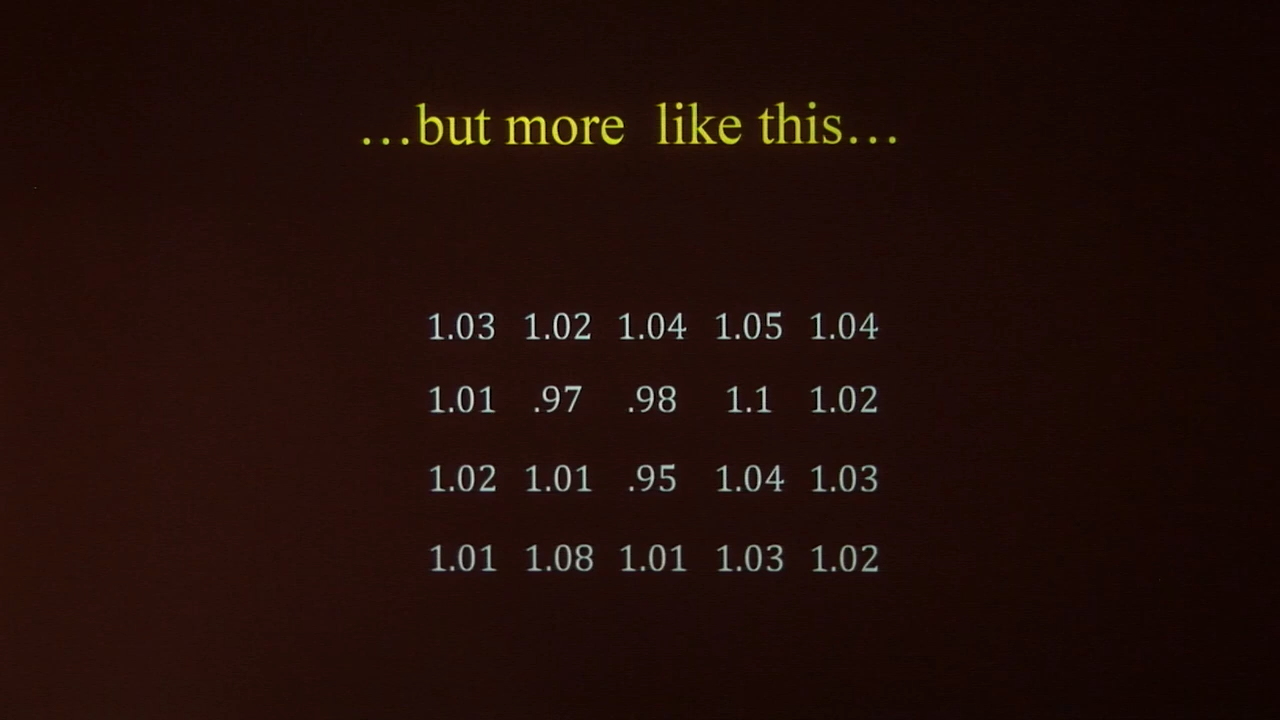 …but more  like this…
1.03 1.02 1.04 1.05 1.04
1.01 .97 .98 1.1 1.02
1.02 1.01 .95 1.04 1.03
1.01 1.08 1.01 1.03 1.02